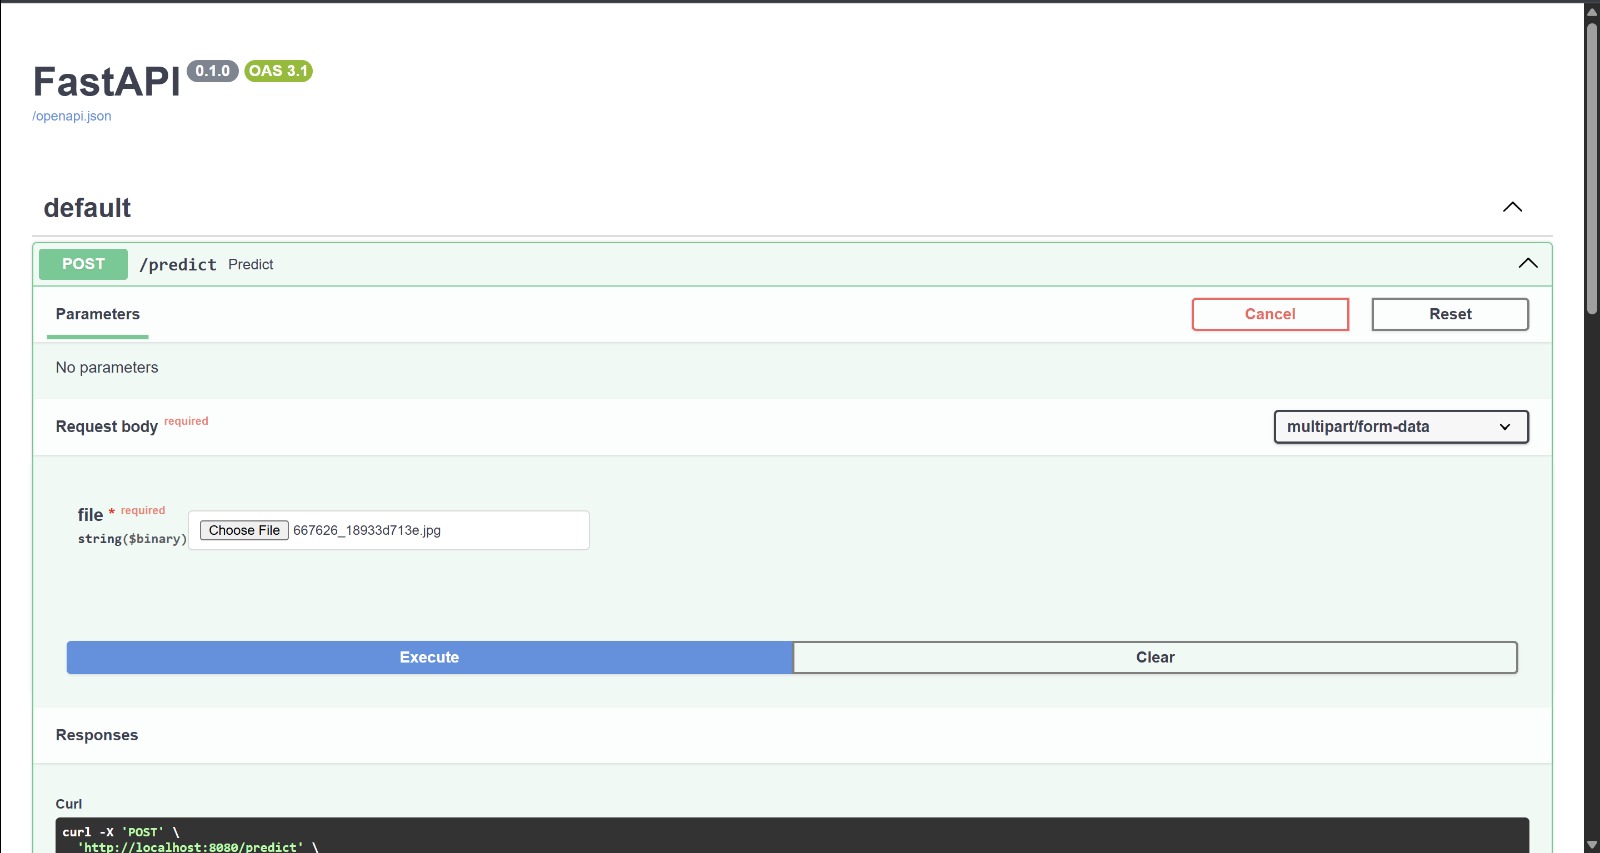 FastAPI 0.1.0 OAS 3.1
/openapi.json
default
POST /predict Predict
Parameters
Cancel
Reset
No parameters
Request body required
multipart/form-data
file * required
string($binary)
Choose File 667626_18933d713e.jpg
Execute
Clear
Responses
Curl
curl -X 'POST' \
'http://localhost:8080/predict' \